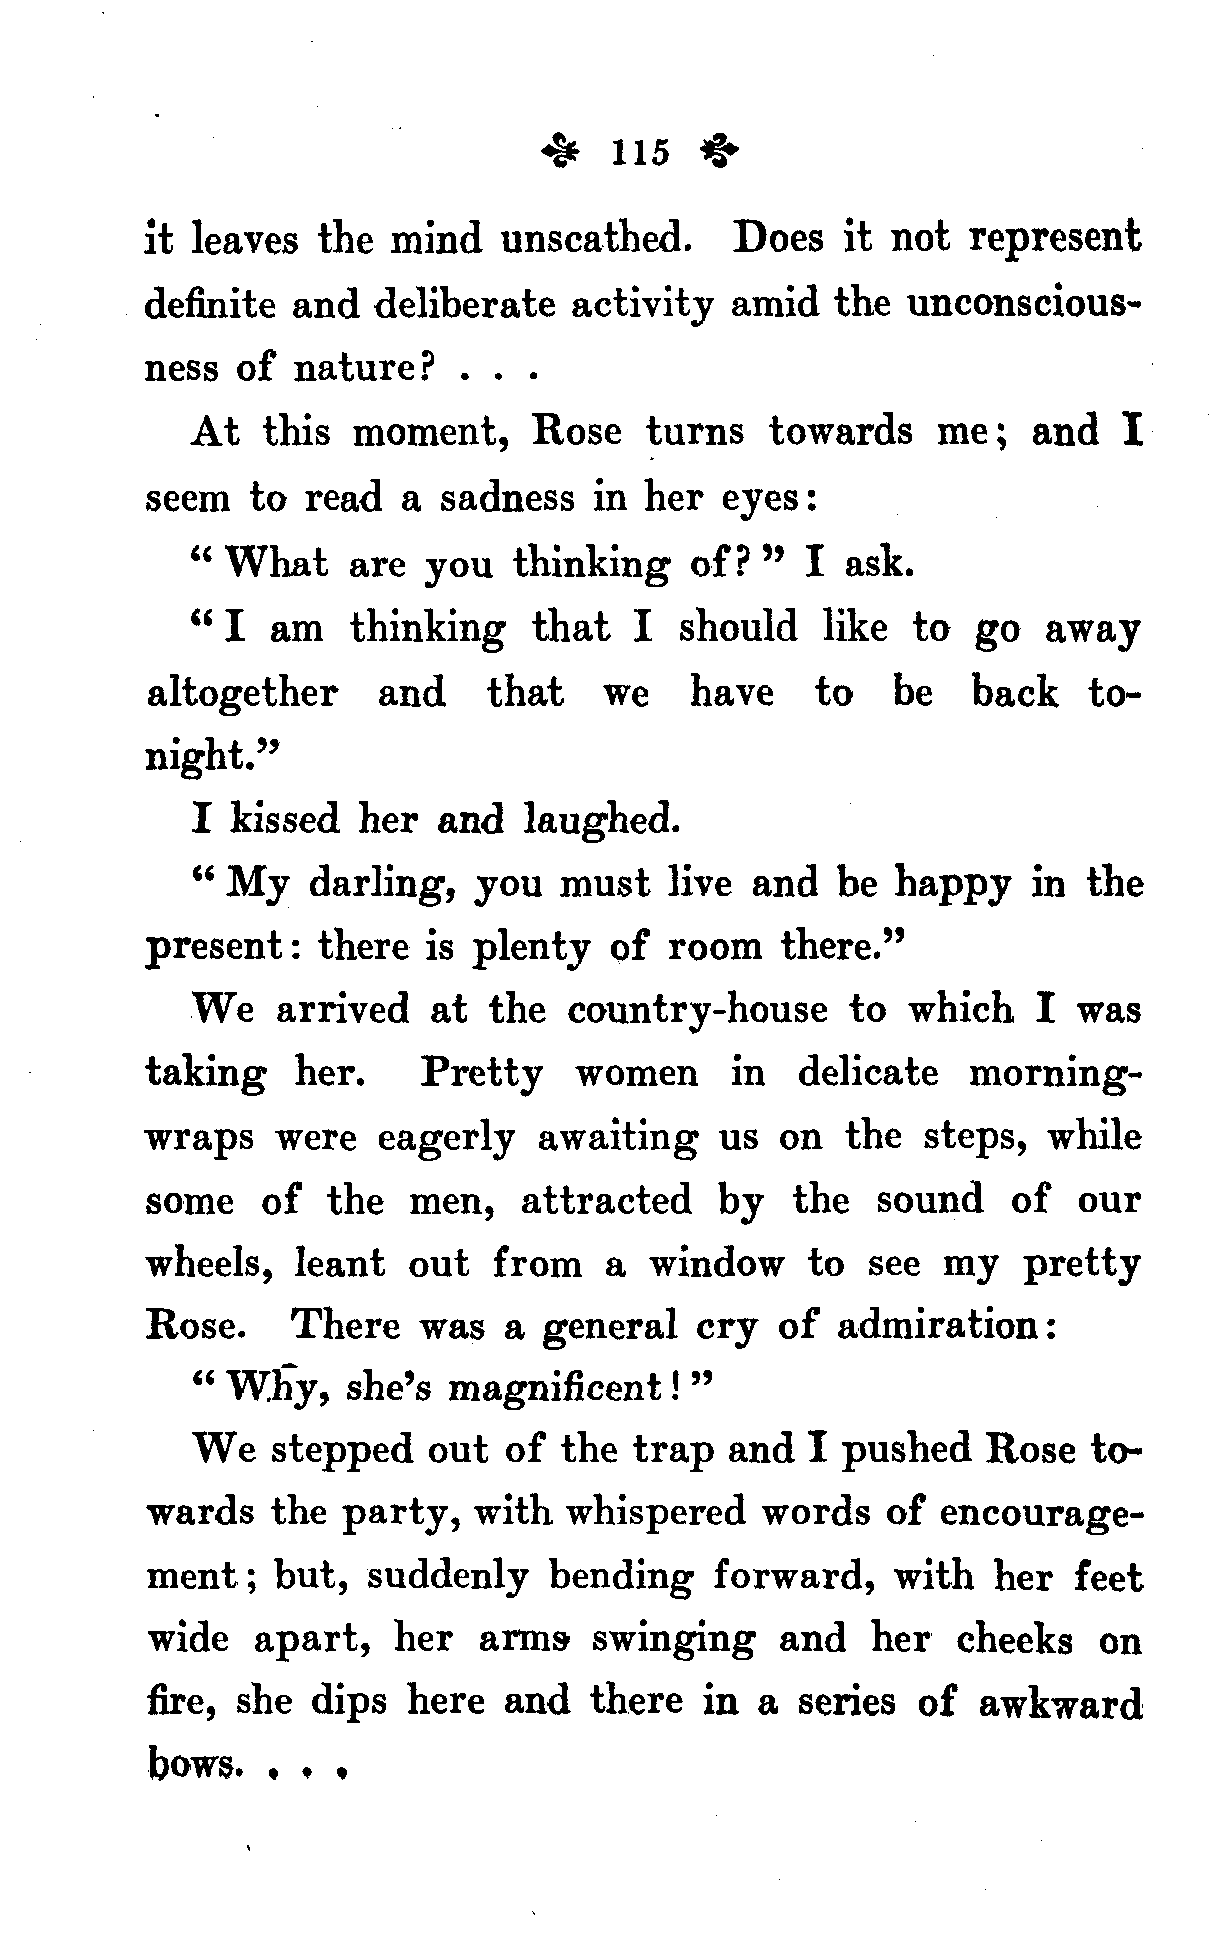 115
it leaves the mind unscathed. Does it not represent
definite and deliberate activity amid the unconscious-
ness of nature? . . .
At this moment, Rose turns towards me; and I
seem to read a sadness in her eyes:
“What are you thinking of?” I ask.
“I am thinking that I should like to go away
altogether and that we have to be back to-
night.”
I kissed her and laughed.
“My darling, you must live and be happy in the
present: there is plenty of room there.”
We arrived at the country-house to which I was
taking her. Pretty women in delicate morning-
wraps were eagerly awaiting us on the steps, while
some of the men, attracted by the sound of our
wheels, leant out from a window to see my pretty
Rose. There was a general cry of admiration:
“Why, she’s magnificent!”
We stepped out of the trap and I pushed Rose to-
wards the party, with whispered words of encourage-
ment; but, suddenly bending forward, with her feet
wide apart, her arms swinging and her cheeks on
fire, she dips here and there in a series of awkward
bows. . . .